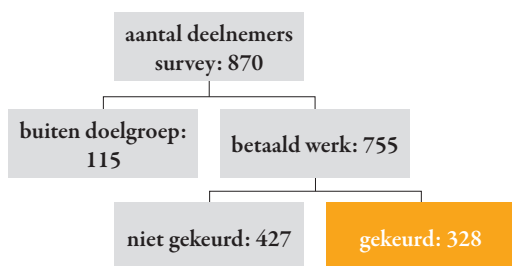 aantal deelnemers
survey: 870
buiten doelgroep:
115
betaald werk: 755
niet gekeurd: 427
gekeurd: 328